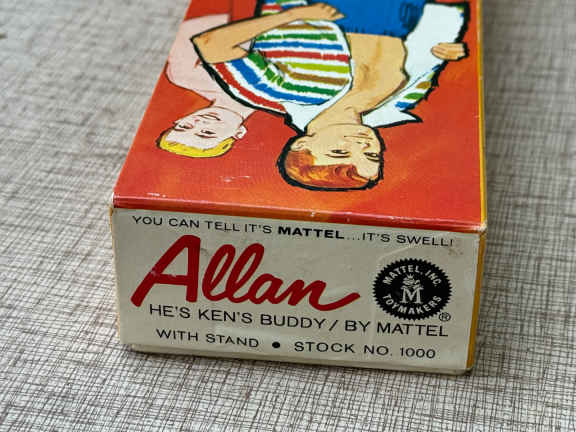 YOU CAN TELL IT'S MATTEL...IT'S SWELL!
Allan
MATTEL, INC.
M
TOYMAKERS
®
HE'S KEN'S BUDDY / BY MATTEL
WITH STAND • STOCK NO. 1000